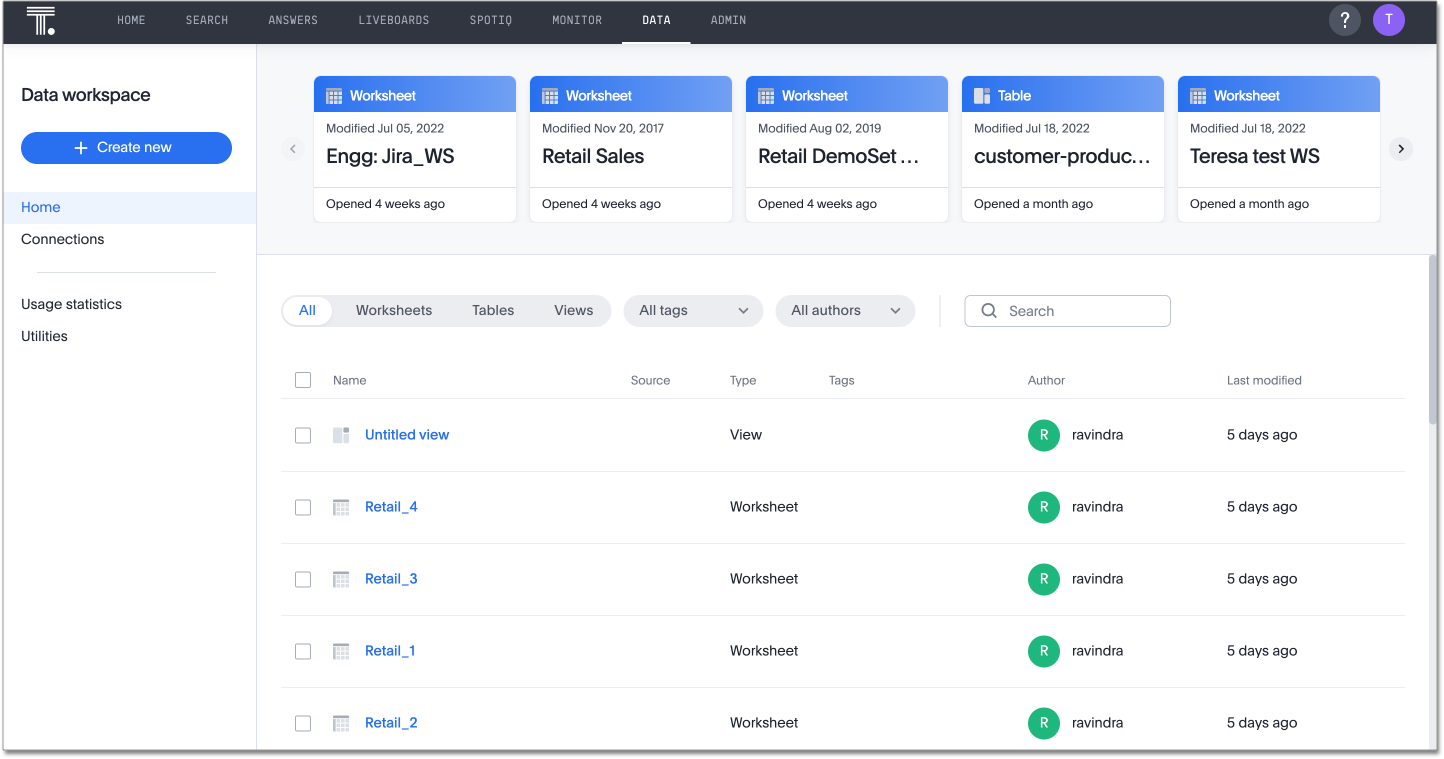 T. HOME SEARCH ANSWERS LIVEBOARDS SPOTIQ MONITOR DATA ADMIN ? T
Data workspace
+ Create new
Home
Connections
Usage statistics
Utilities
Worksheet
Modified Jul 05, 2022
Engg: Jira_WS
Opened 4 weeks ago
Worksheet
Modified Nov 20, 2017
Retail Sales
Opened 4 weeks ago
Worksheet
Modified Aug 02, 2019
Retail DemoSet ...
Opened 4 weeks ago
Table
Modified Jul 18, 2022
customer-produc...
Opened a month ago
Worksheet
Modified Jul 18, 2022
Teresa test WS
Opened a month ago
All Worksheets Tables Views All tags All authors Search
Name Source Type Tags Author Last modified
Untitled view View R ravindra 5 days ago
Retail_4 Worksheet R ravindra 5 days ago
Retail_3 Worksheet R ravindra 5 days ago
Retail_1 Worksheet R ravindra 5 days ago
Retail_2 Worksheet R ravindra 5 days ago